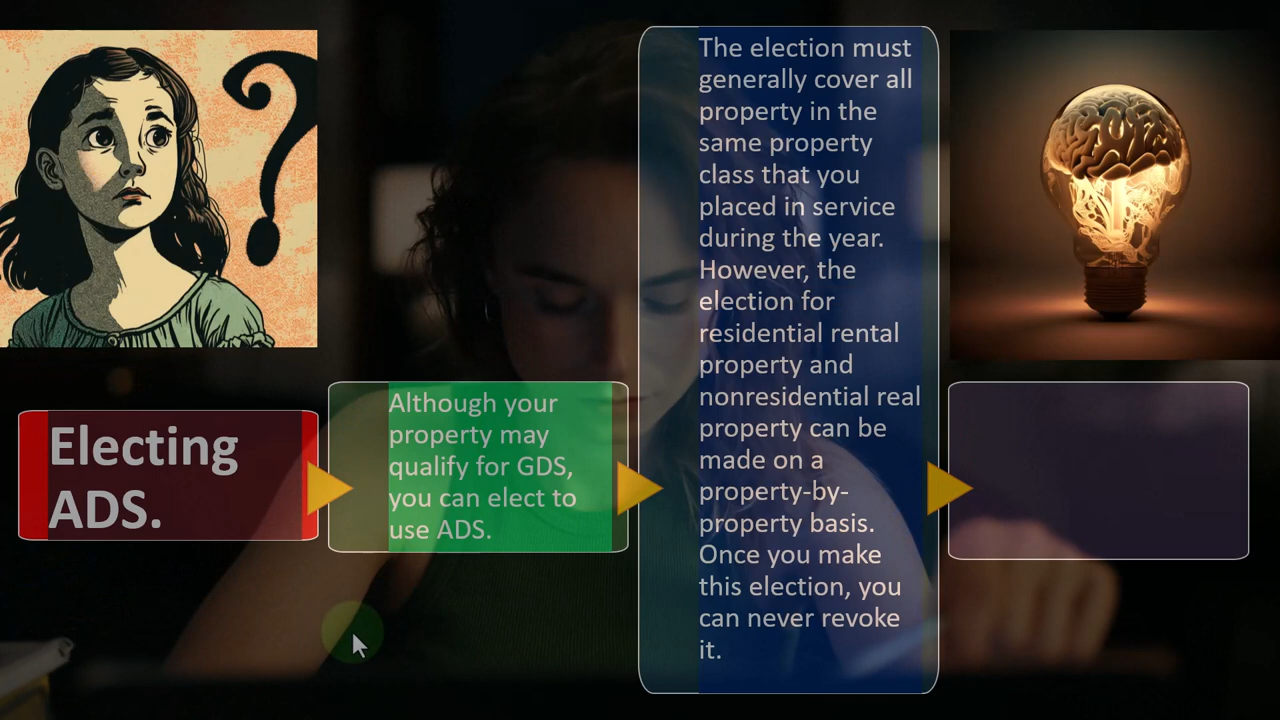 Electing
ADS.
Although your
property may
qualify for GDS,
you can elect to
use ADS.
The election must
generally cover all
property in the
same property
class that you
placed in service
during the year.
However, the
election for
residential rental
property and
nonresidential real
property can be
made on a
property-by-
property basis.
Once you make
this election, you
can never revoke
it.